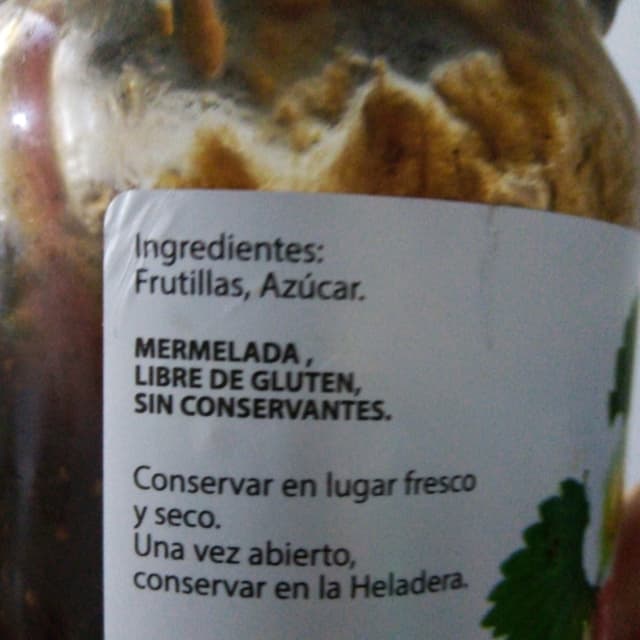 Ingredientes:
Frutillas, Azúcar.
MERMELADA ,
LIBRE DE GLUTEN,
SIN CONSERVANTES.
Conservar en lugar fresco
y seco.
Una vez abierto,
conservar en la Heladera.